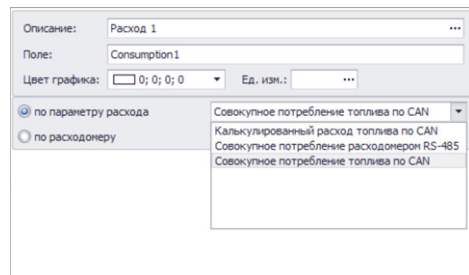 Описание: Расход 1 ...
Поле: Consumption1
Цвет графика: 0; 0; 0; 0 Ед. изм.: ...
по параметру расхода Совокупное потребление топлива по CAN
по расходомеру
Калькулированный расход топлива по CAN
Совокупное потребление расходомером RS-485
Совокупное потребление топлива по CAN